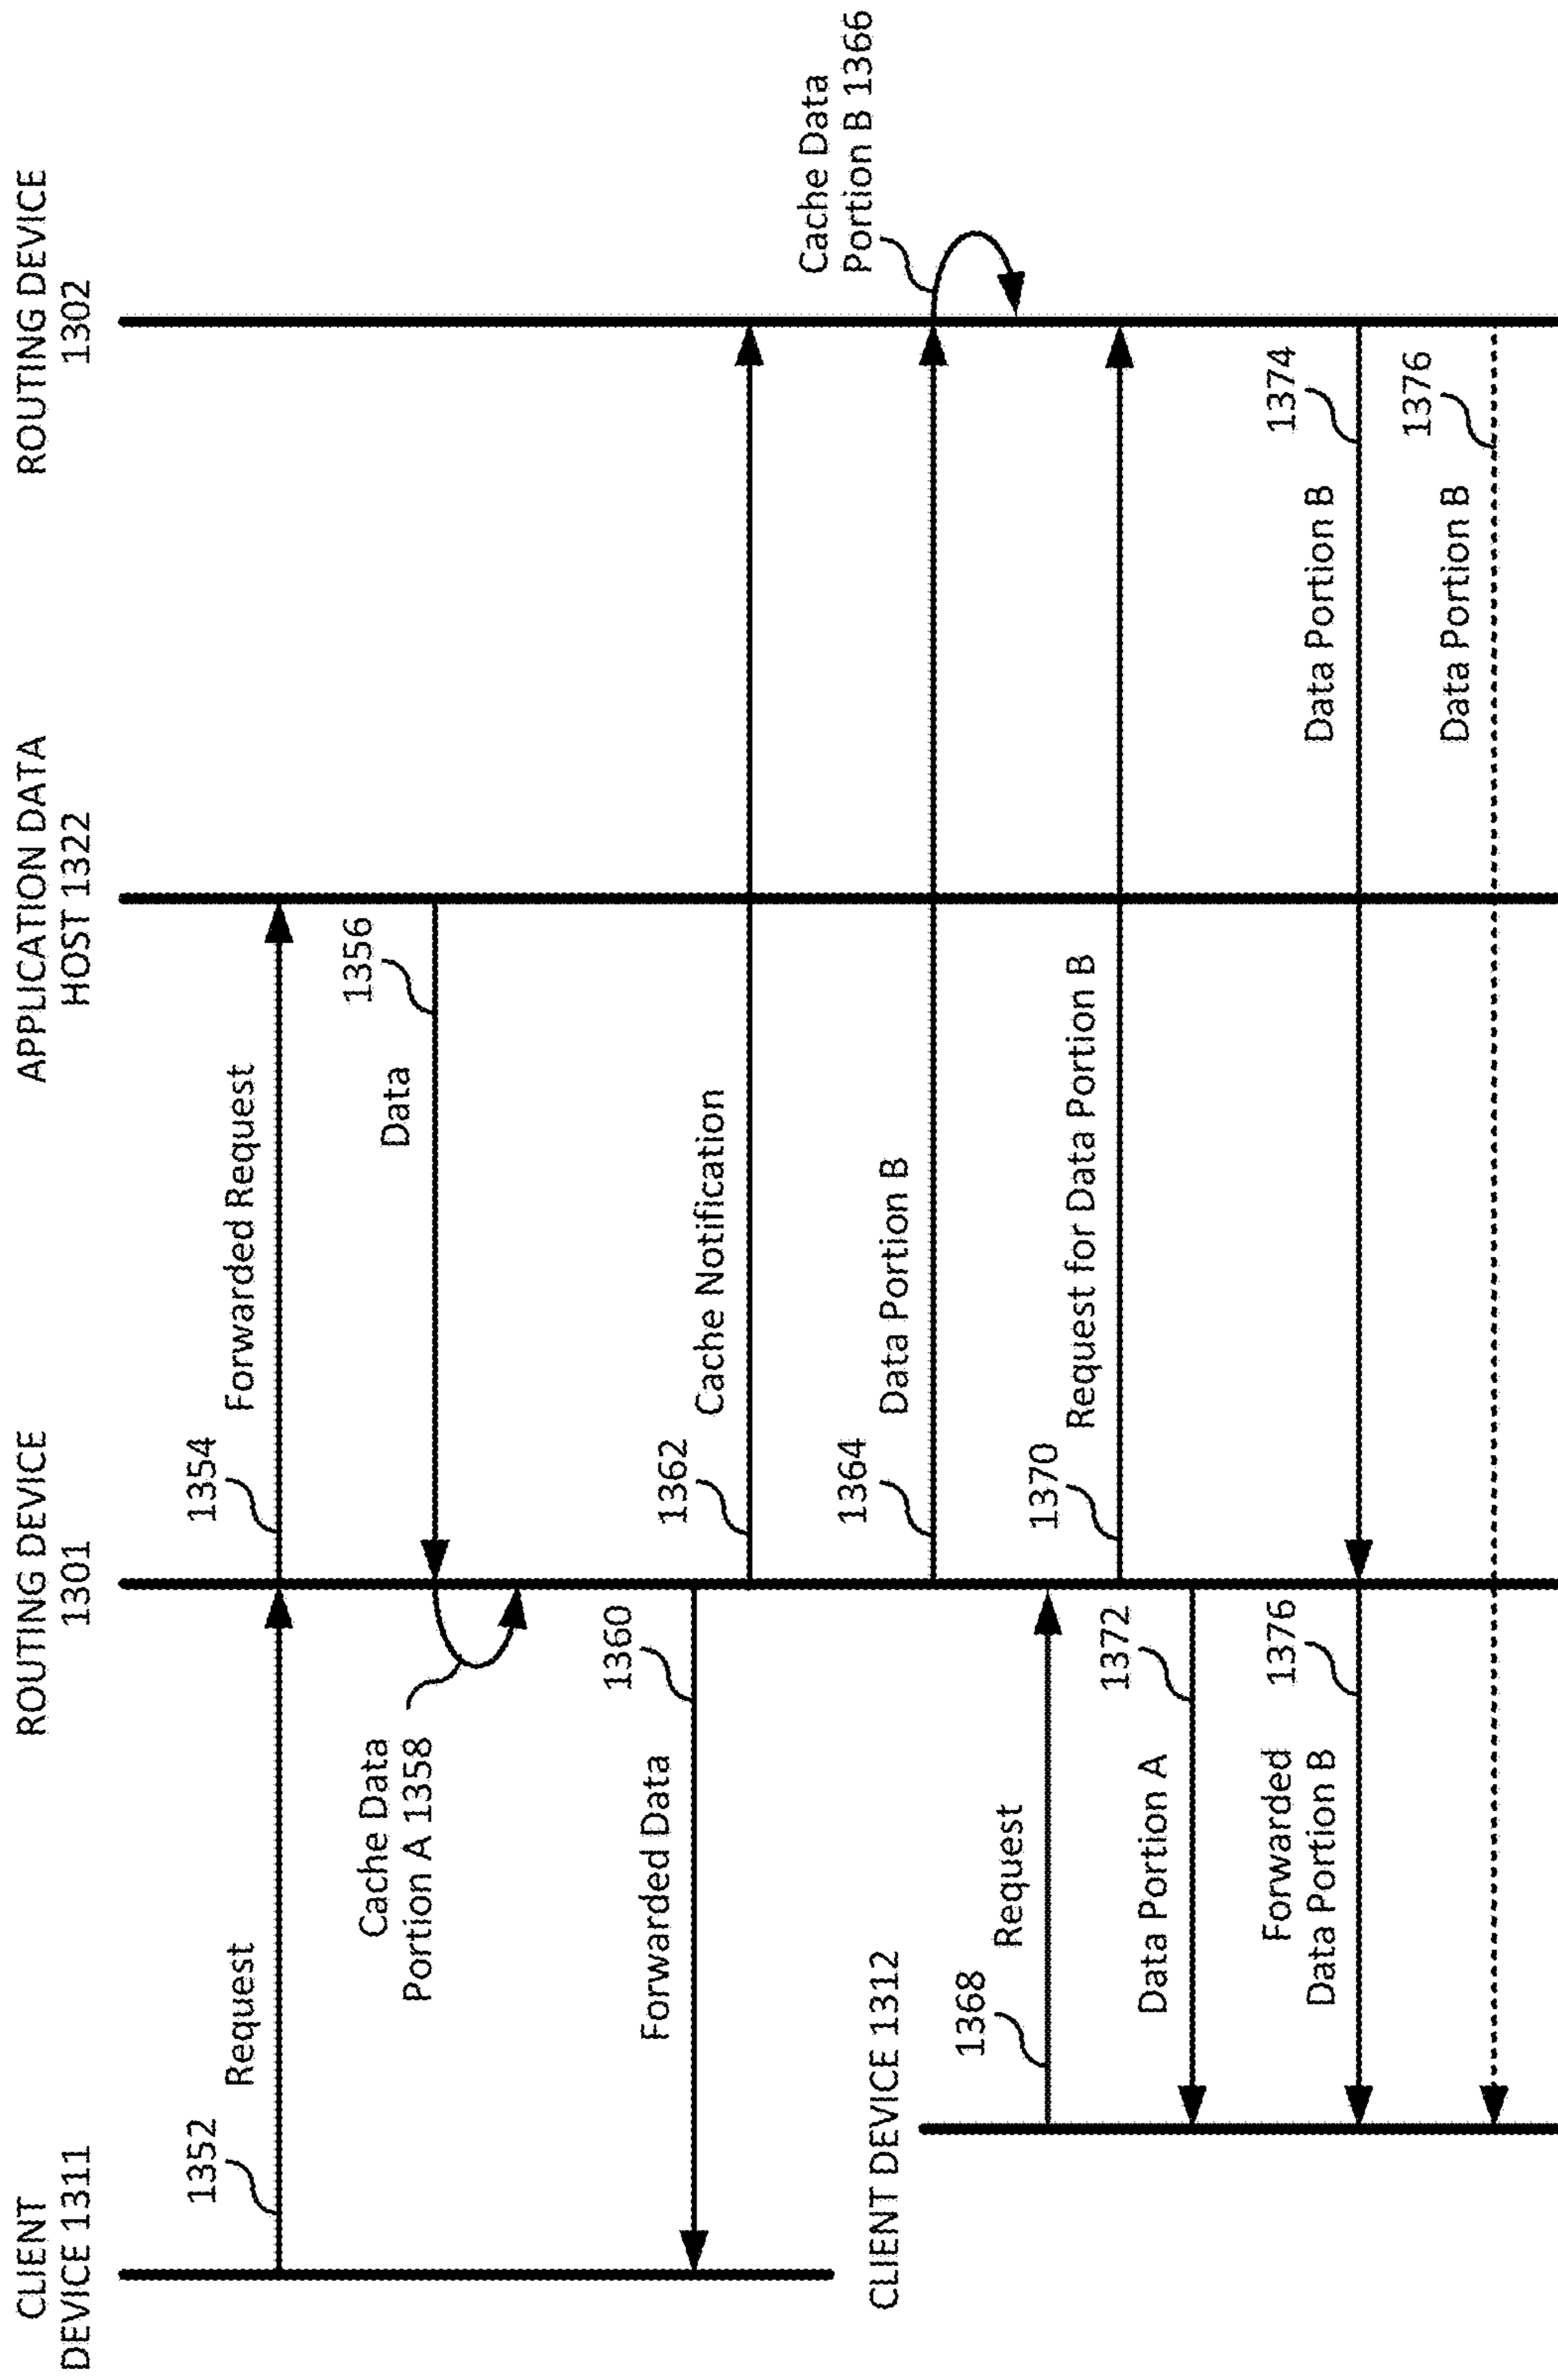 CLIENT
DEVICE 1311
ROUTING DEVICE
1301
APPLICATION DATA
HOST 1322
ROUTING DEVICE
1302
1352
Request
1354
Forwarded Request
1356
Data
Cache Data
Portion A 1358
1360
Forwarded Data
1362
Cache Notification
1364
Data Portion B
Cache Data
Portion B 1366
CLIENT DEVICE 1312
1368
Request
1370
Request for Data Portion B
1372
Data Portion A
1374
Data Portion B
1376
Forwarded
Data Portion B
1376
Data Portion B